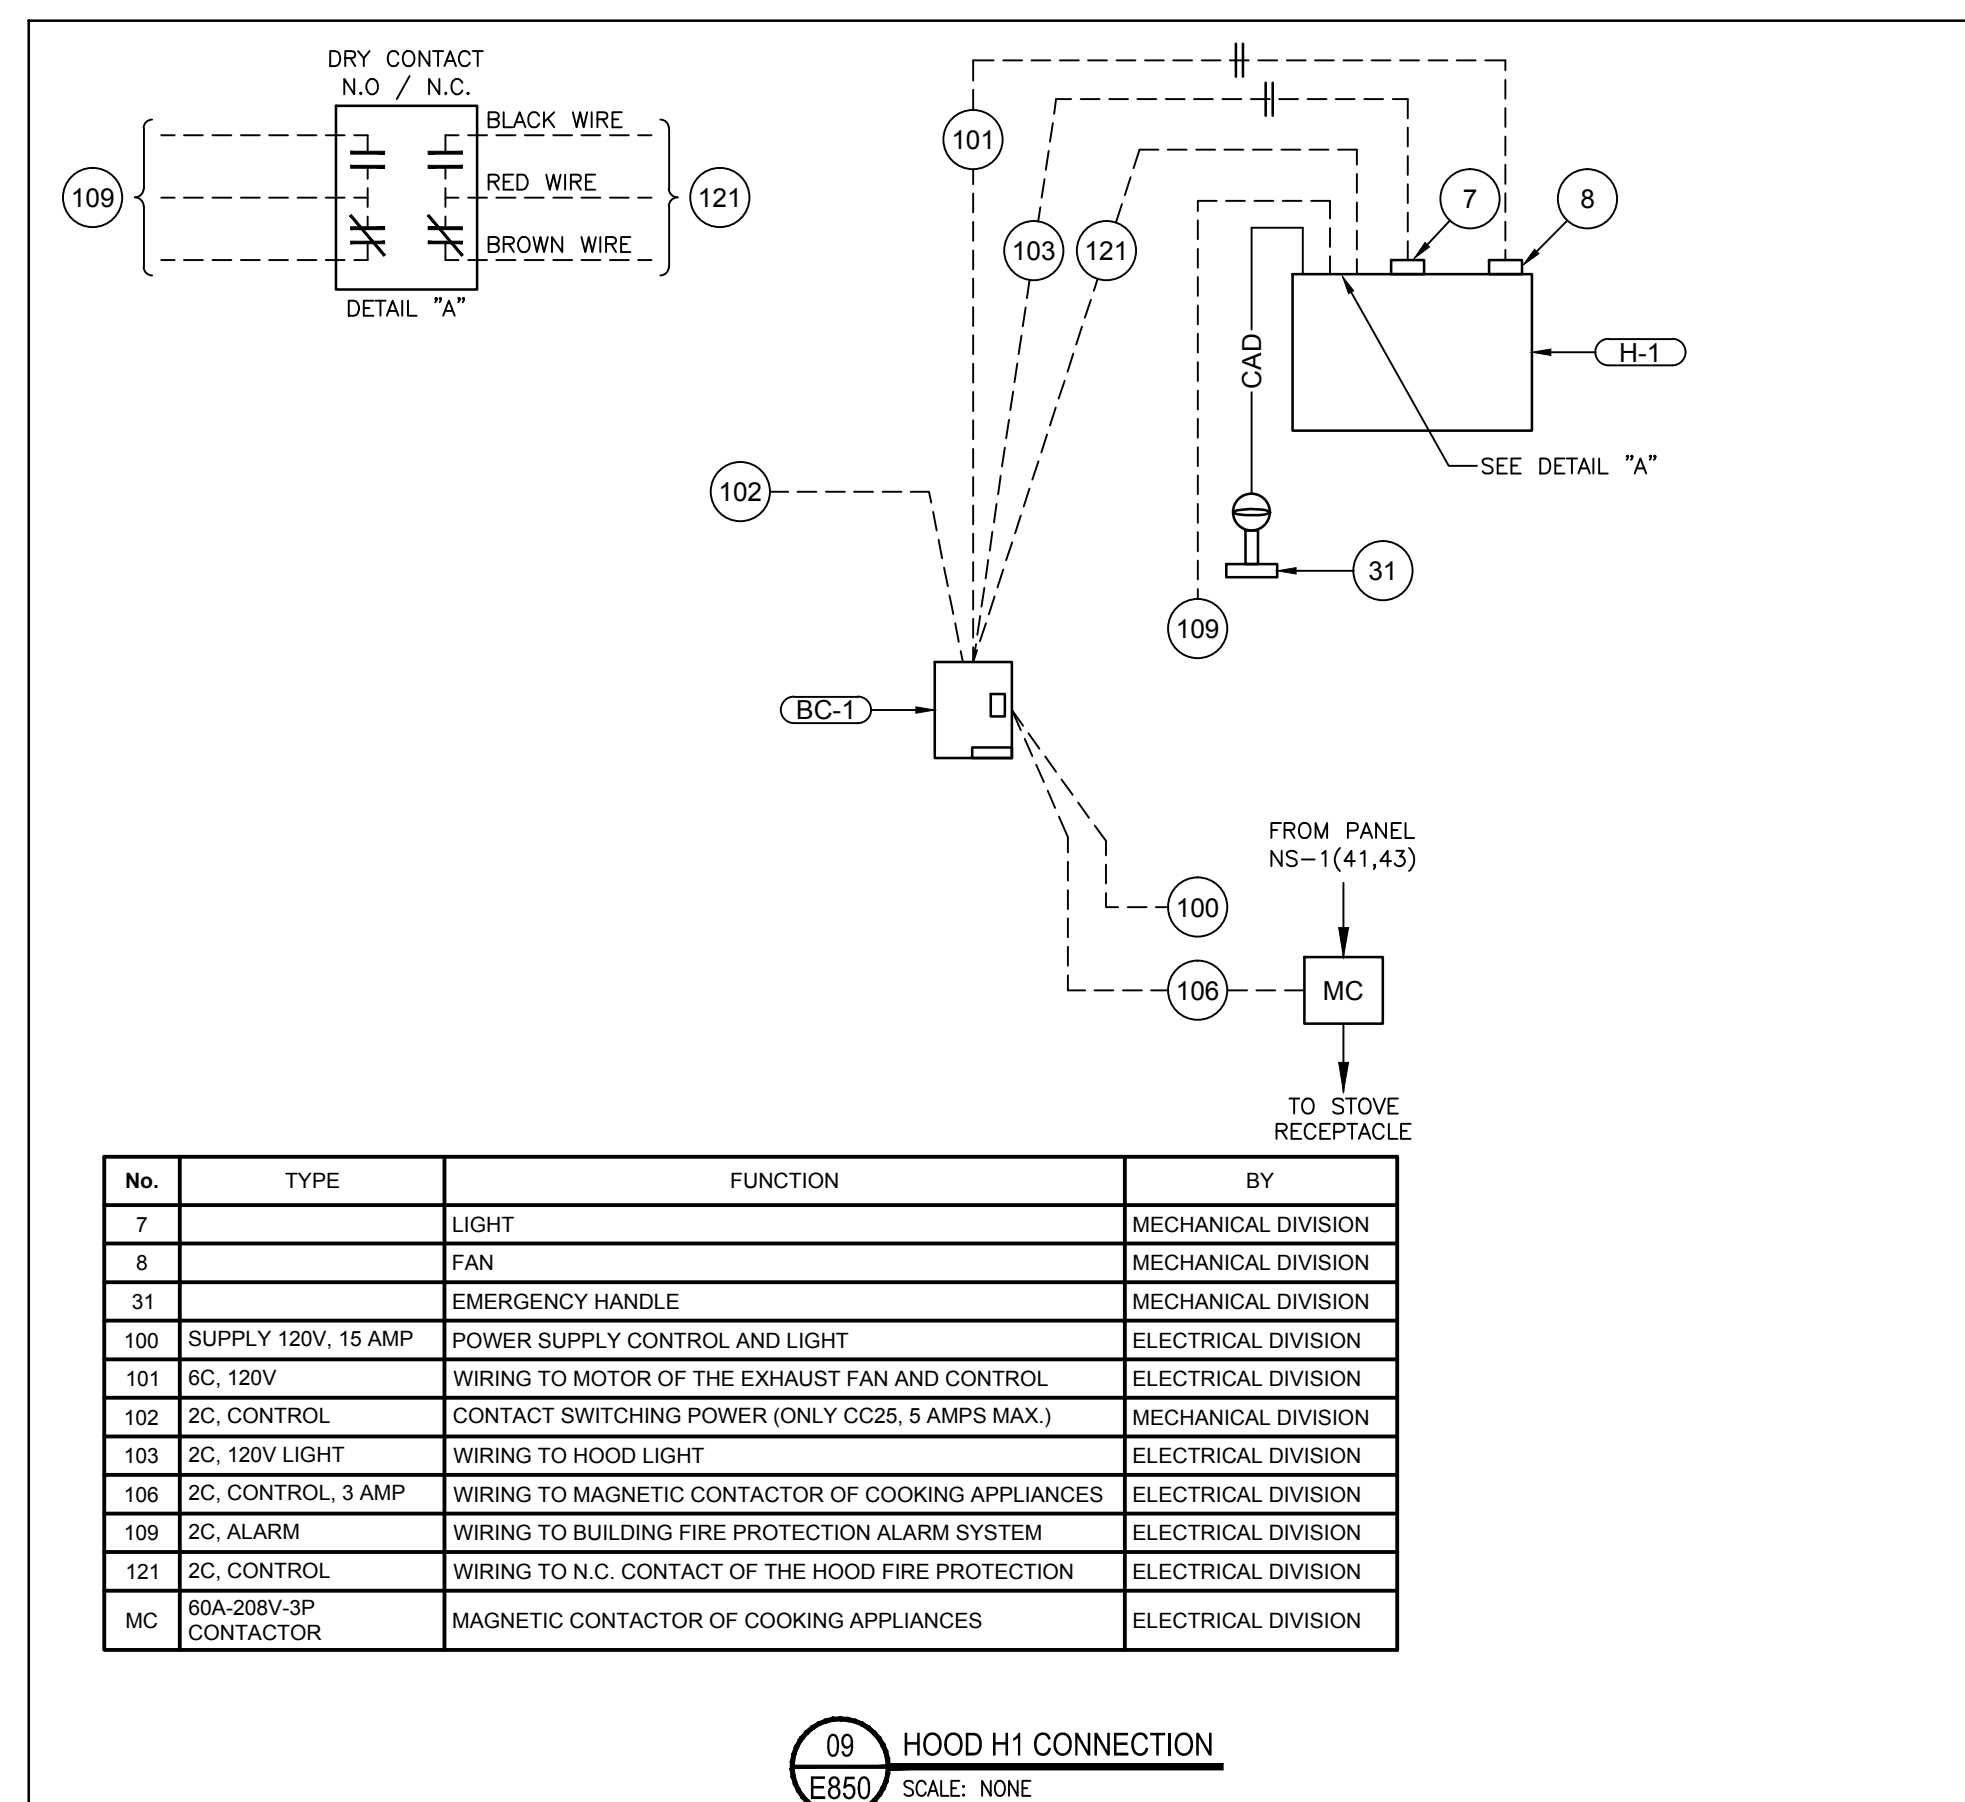 DRY CONTACT
N.O / N.C.
BLACK WIRE
RED WIRE
BROWN WIRE
109
121
DETAIL "A"
101
103
121
7
8
CAD
H-1
SEE DETAIL "A"
102
31
109
BC-1
FROM PANEL
NS-1(41,43)
100
106
MC
TO STOVE
RECEPTACLE
No. TYPE FUNCTION BY
7 LIGHT MECHANICAL DIVISION
8 FAN MECHANICAL DIVISION
31 EMERGENCY HANDLE MECHANICAL DIVISION
100 SUPPLY 120V, 15 AMP POWER SUPPLY CONTROL AND LIGHT ELECTRICAL DIVISION
101 6C, 120V WIRING TO MOTOR OF THE EXHAUST FAN AND CONTROL ELECTRICAL DIVISION
102 2C, CONTROL CONTACT SWITCHING POWER (ONLY CC25, 5 AMPS MAX.) MECHANICAL DIVISION
103 2C, 120V LIGHT WIRING TO HOOD LIGHT ELECTRICAL DIVISION
106 2C, CONTROL, 3 AMP WIRING TO MAGNETIC CONTACTOR OF COOKING APPLIANCES ELECTRICAL DIVISION
109 2C, ALARM WIRING TO BUILDING FIRE PROTECTION ALARM SYSTEM ELECTRICAL DIVISION
121 2C, CONTROL WIRING TO N.C. CONTACT OF THE HOOD FIRE PROTECTION ELECTRICAL DIVISION
MC 60A-208V-3P
CONTACTOR MAGNETIC CONTACTOR OF COOKING APPLIANCES ELECTRICAL DIVISION
09 HOOD H1 CONNECTION
E850 SCALE: NONE